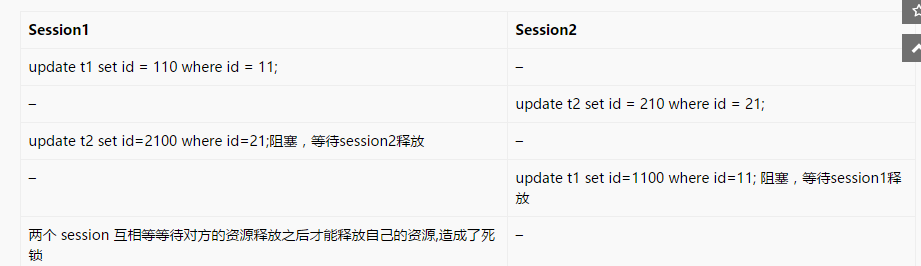 Session1 Session2
update t1 set id = 110 where id = 11; –
– update t2 set id = 210 where id = 21;
update t2 set id=2100 where id=21;阻塞，等待session2释放 –
– update t1 set id=1100 where id=11; 阻塞，等待session1释
放
两个 session 互相等等待对方的资源释放之后才能释放自己的资源,造成了死 –
锁